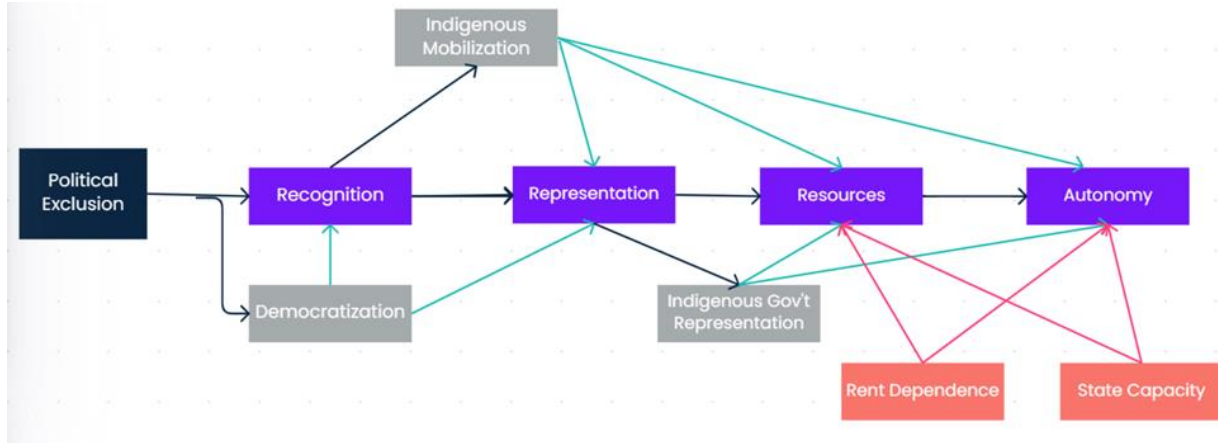 Indigenous
Mobilization
Political
Exclusion
Recognition
Representation
Resources
Autonomy
Democratization
Indigenous Gov't
Representation
Rent Dependence
State Capacity